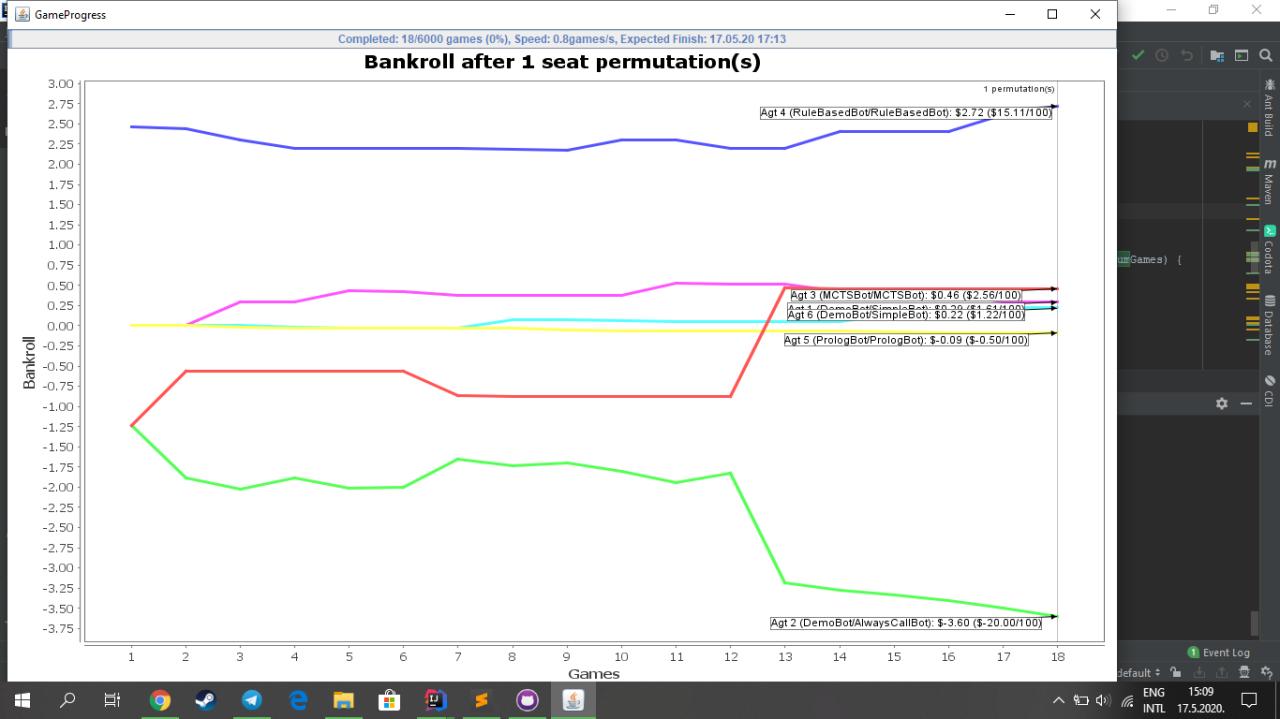 GameProgress
Completed: 18/6000 games (0%), Speed: 0.8games/s, Expected Finish: 17.05.20 17:13
Bankroll after 1 seat permutation(s)
1 permutation(s)
3.00
2.75
2.50
2.25
2.00
1.75
1.50
1.25
1.00
0.75
0.50
0.25
0.00
-0.25
-0.50
-0.75
-1.00
-1.25
-1.50
-1.75
-2.00
-2.25
-2.50
-2.75
-3.00
-3.25
-3.50
-3.75
Bankroll
Agt 4 (RuleBasedBot/RuleBasedBot): $2.72 ($15.11/100)
Agt 3 (MCTSBot/MCTSBot): $0.46 ($2.56/100)
Agt 6 (DemoBot/SimpleBot): $0.22 ($1.22/100)
Agt 5 (PrologBot/PrologBot): $-0.09 ($-0.50/100)
Agt 2 (DemoBot/AlwaysCallBot): $-3.60 ($-20.00/100)
1 2 3 4 5 6 7 8 9 10 11 12 13 14 15 16 17 18
Games
umGames) {
Ant Build
m Maven
Codota
Database
CDI
1 Event Log
default
ENG
INTL
15:09
17.5.2020.